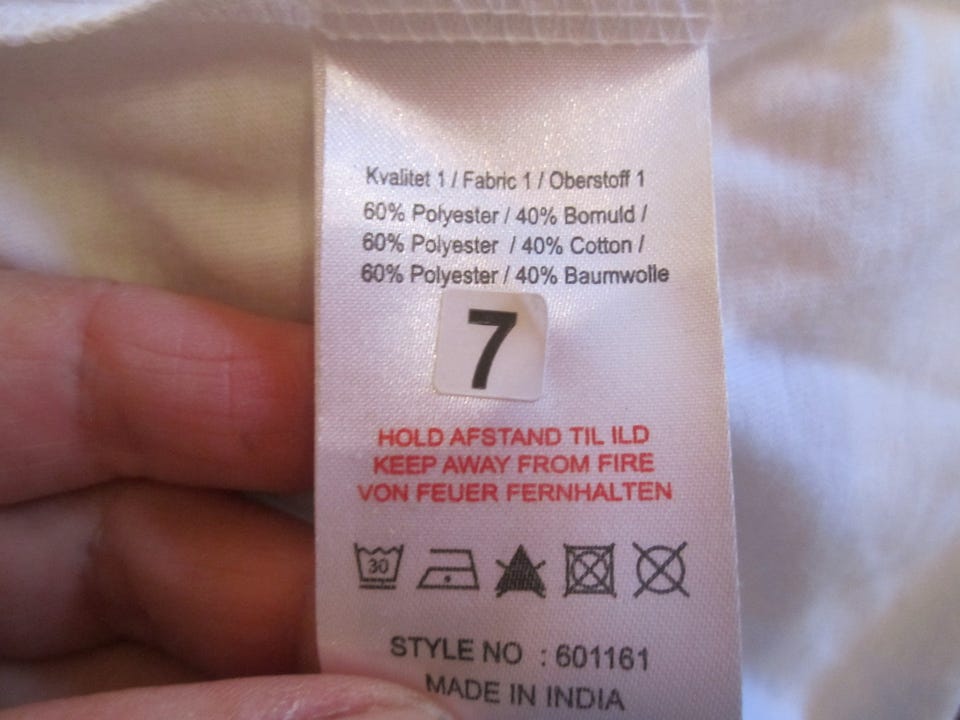 Kvalitet 1 / Fabric 1 / Oberstoff 1
60% Polyester / 40% Bomuld /
60% Polyester / 40% Cotton /
60% Polyester / 40% Baumwolle
7
HOLD AFSTAND TIL ILD
KEEP AWAY FROM FIRE
VON FEUER FERNHALTEN
30
STYLE NO : 601161
MADE IN INDIA